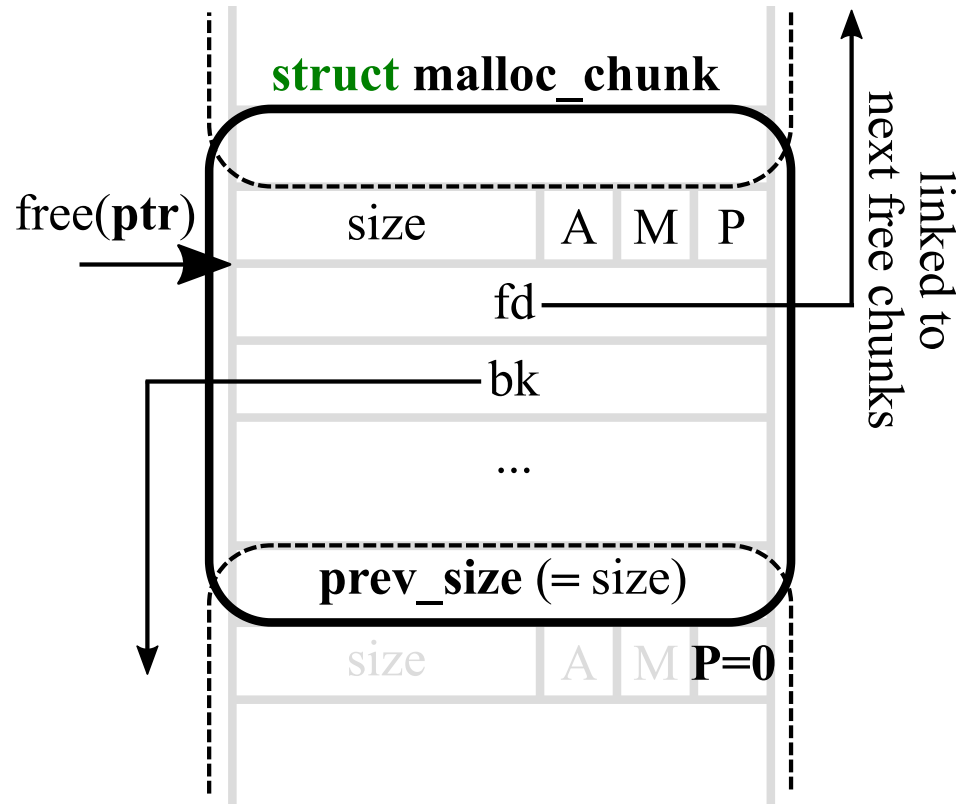 struct malloc_chunk
free(ptr)
size A M P
fd
bk
...
prev_size (= size)
size A M P=0
linked to
next free chunks